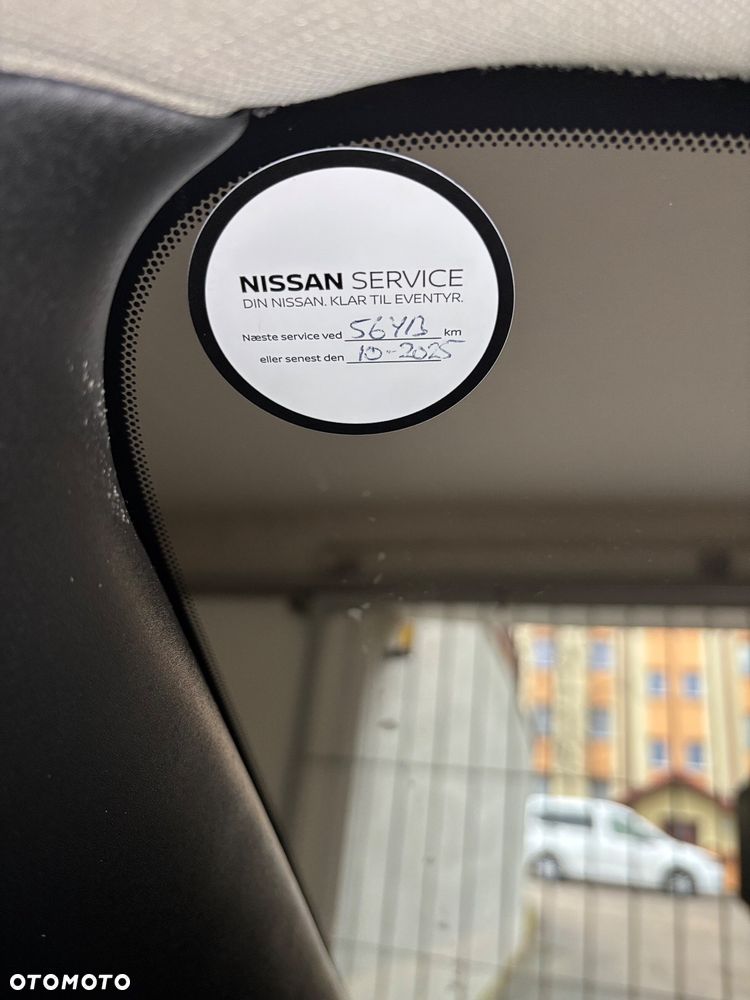 NISSAN SERVICE
DIN NISSAN. KLAR TIL EVENTYR.
Næste service ved 56413 km
eller senest den 10-2025
OTOMOTO